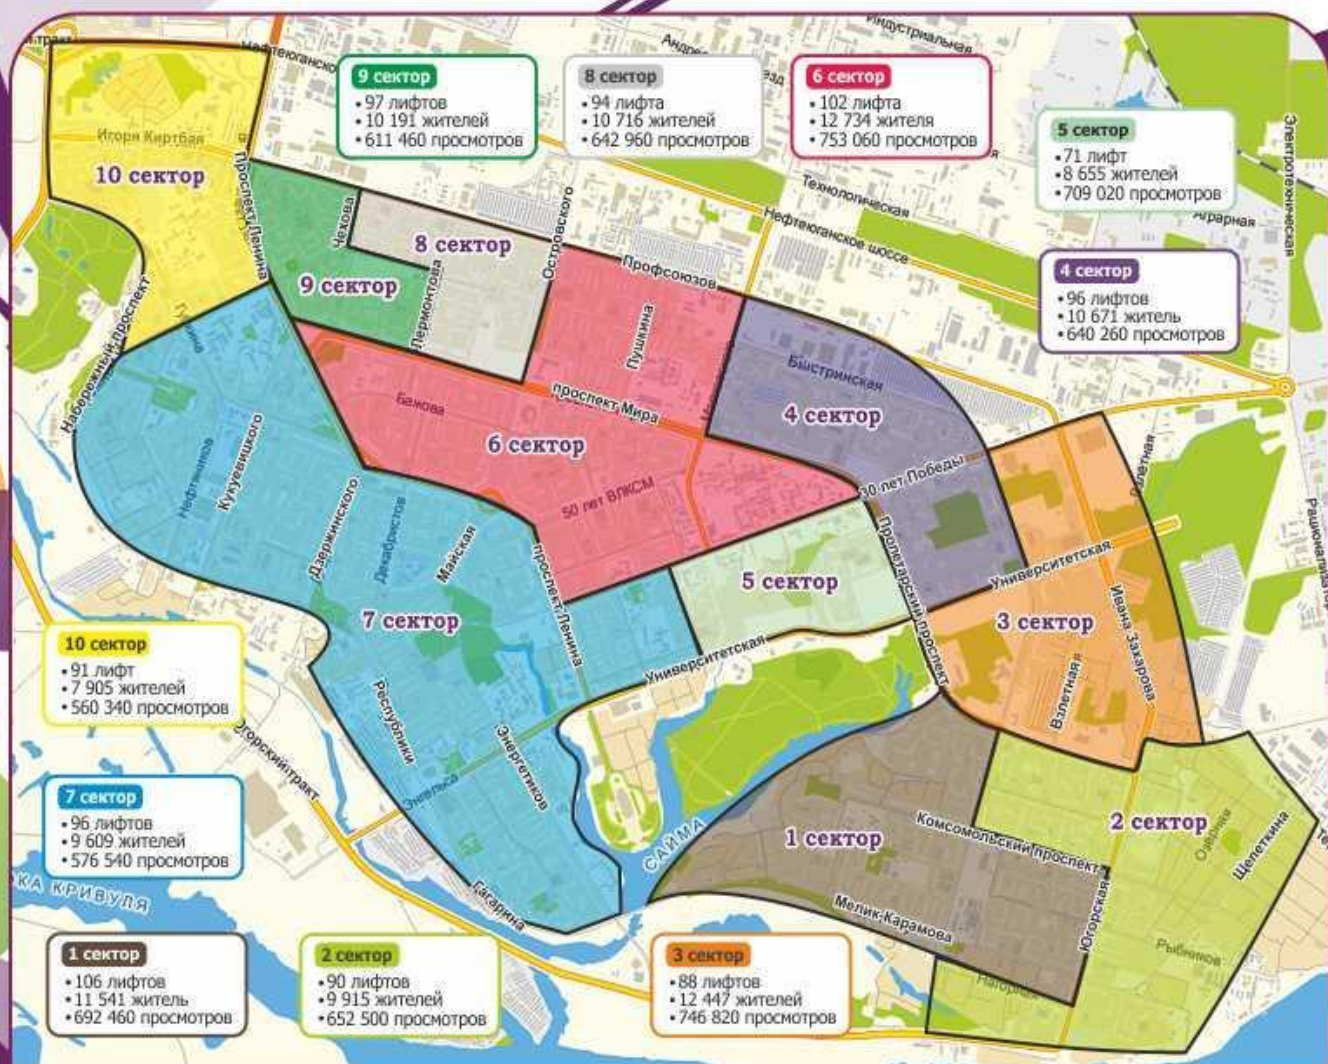 Индустриальная
Нефтеюганско
9 сектор
• 97 лифтов
• 10 191 жителей
• 611 460 просмотров
8 сектор
• 94 лифта
• 10 716 жителей
• 642 960 просмотров
6 сектор
• 102 лифта
• 12 734 жителя
• 753 060 просмотров
5 сектор
• 71 лифт
• 8 655 жителей
• 709 020 просмотров
Электротехническая
Игоря Киртбая
10 сектор
Проспект Ленина
Чехова
8 сектор
Островского
Технологическая
Нефтеюганское шоссе
Аграрная
4 сектор
• 96 лифтов
• 10 671 житель
• 640 260 просмотров
9 сектор
Лермонтова
Профсоюзов
Пушкина
Набережный проспект
Быстринская
проспект Мира
Бажова
4 сектор
6 сектор
Нефтяников
Кукуевицкого
50 лет ВЛКСМ
30 лет Победы
Дзержинского
Декабристов
Майская
Пролетарский проспект
Рационализатор
проспект Ленина
5 сектор
Университетская
Ивана Захарова
7 сектор
3 сектор
Университетская
Взлетная
10 сектор
• 91 лифт
• 7 905 жителей
• 560 340 просмотров
Республики
Энергетиков
Югорский тракт
Энгельса
7 сектор
• 96 лифтов
• 9 609 жителей
• 576 540 просмотров
САЙМА
1 сектор
Комсомольский проспект
2 сектор
Щепеткина
КА КРИВУЛЯ
Гагарина
Мелик-Карамова
Югорская
Рыбников
1 сектор
• 106 лифтов
• 11 541 житель
• 692 460 просмотров
2 сектор
• 90 лифтов
• 9 915 жителей
• 652 500 просмотров
3 сектор
• 88 лифтов
• 12 447 жителей
• 746 820 просмотров
Нагорная